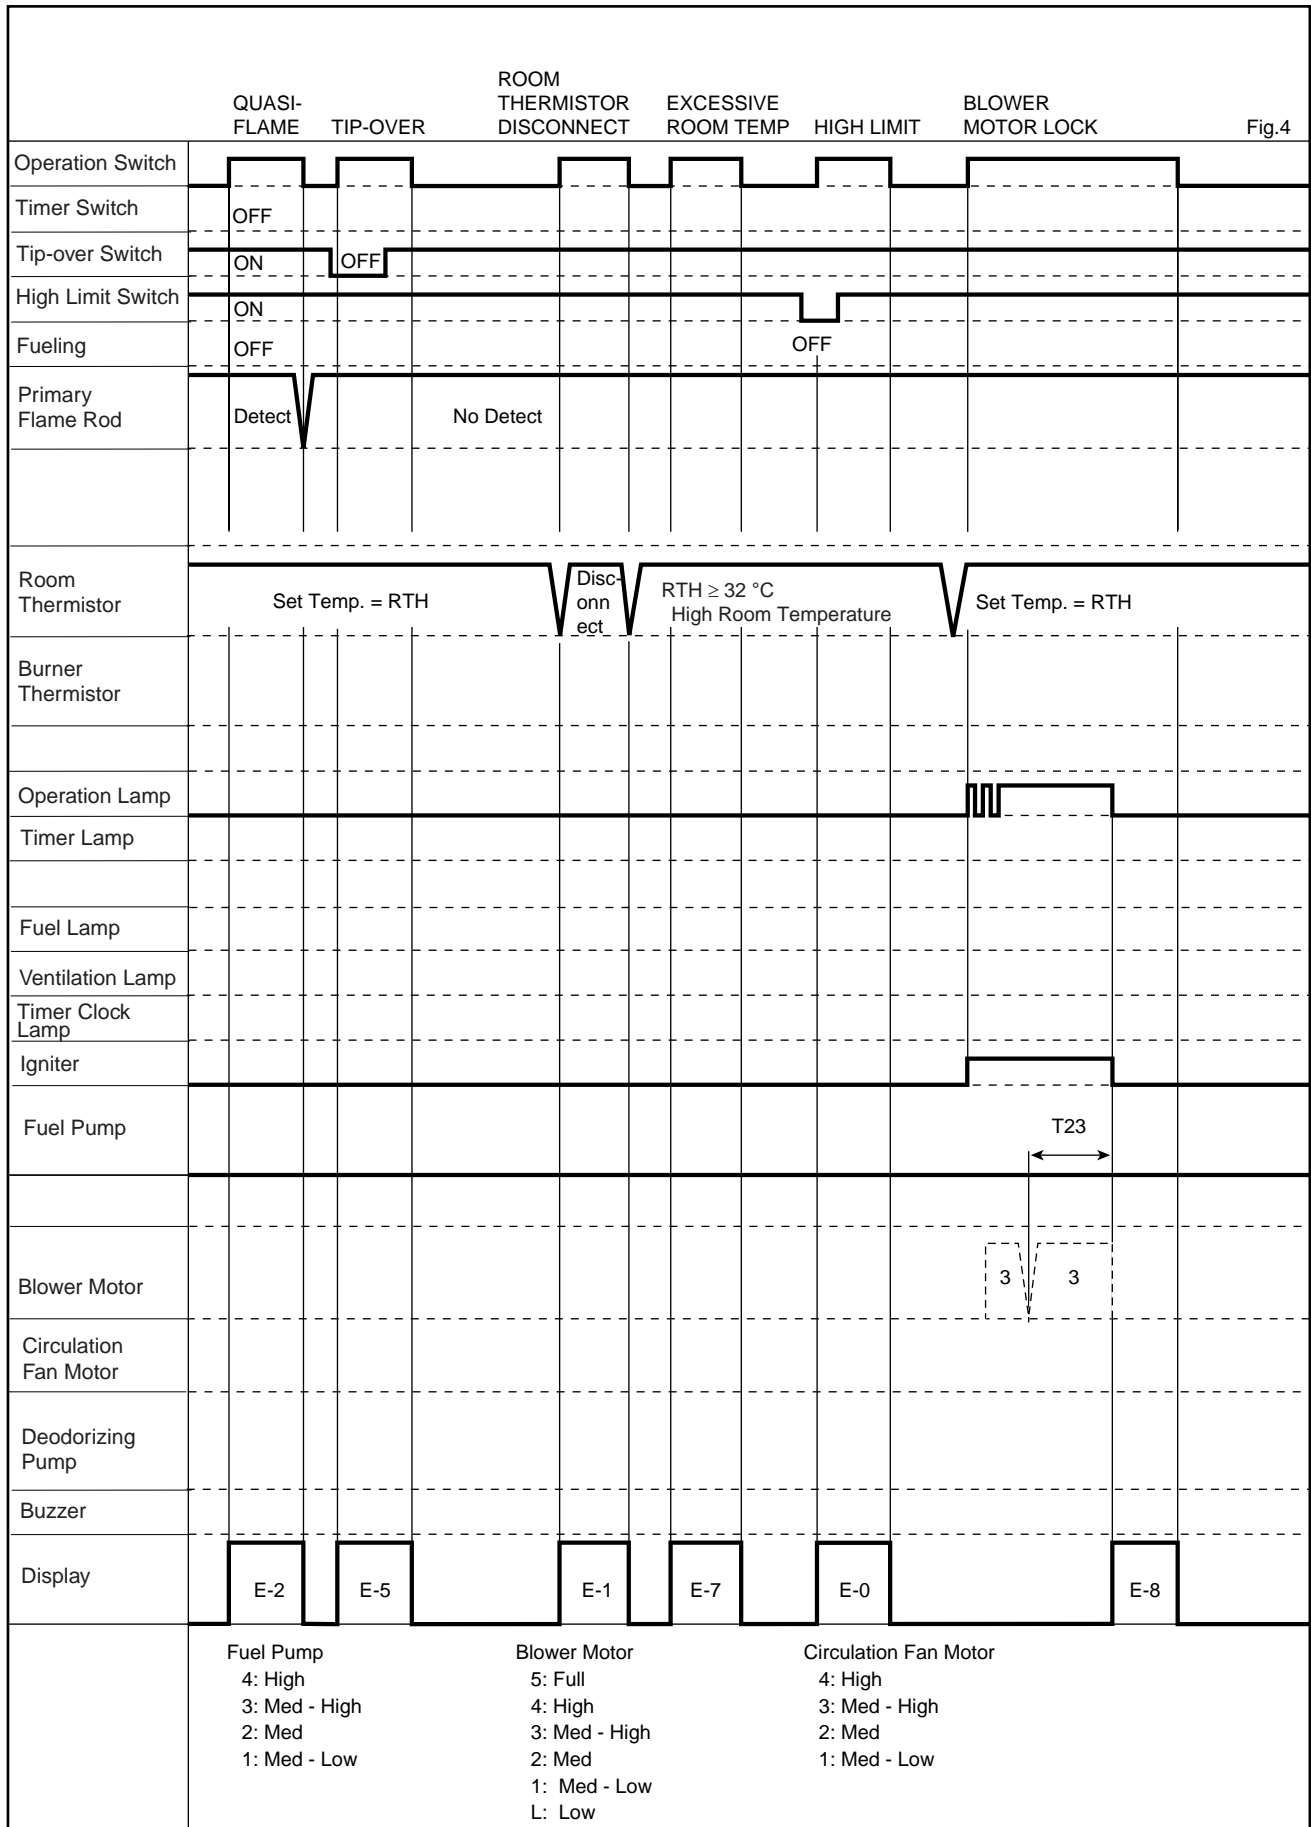 QUASI-
FLAME
TIP-OVER
ROOM
THERMISTOR
DISCONNECT
EXCESSIVE
ROOM TEMP
HIGH LIMIT
BLOWER
MOTOR LOCK
Fig.4
Operation Switch
Timer Switch
OFF
Tip-over Switch
ON
OFF
High Limit Switch
ON
Fueling
OFF
OFF
Primary
Flame Rod
Detect
No Detect
Room
Thermistor
Set Temp. = RTH
Disc-
onn
ect
RTH ≥ 32 °C
High Room Temperature
Set Temp. = RTH
Burner
Thermistor
Operation Lamp
Timer Lamp
Fuel Lamp
Ventilation Lamp
Timer Clock
Lamp
Igniter
Fuel Pump
T23
Blower Motor
3
3
Circulation
Fan Motor
Deodorizing
Pump
Buzzer
Display
E-2
E-5
E-1
E-7
E-0
E-8
Fuel Pump
4: High
3: Med - High
2: Med
1: Med - Low
Blower Motor
5: Full
4: High
3: Med - High
2: Med
1: Med - Low
L: Low
Circulation Fan Motor
4: High
3: Med - High
2: Med
1: Med - Low